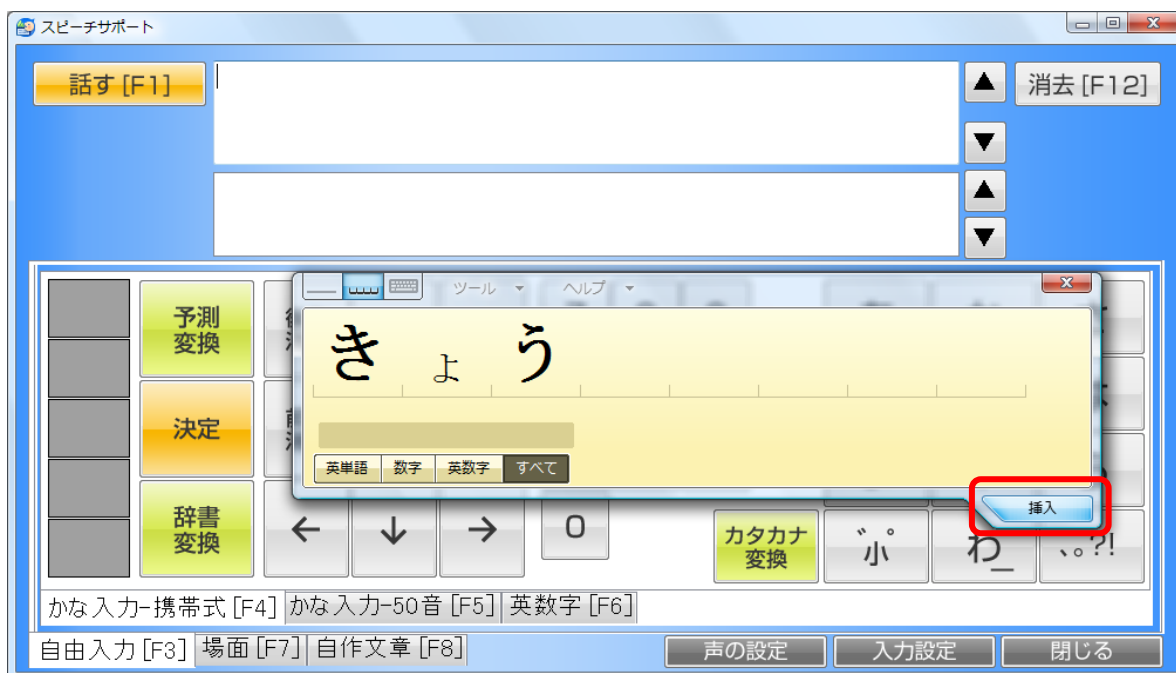 スピーチサポート
話す [F1]
消去 [F12]
ツール ヘルプ
予測
変換
きょう
決定
英単語 数字 英数字 すべて
挿入
辞書
変換
0
カタカナ
変換
゛゜
小
わ_
､｡?!
かな入力-携帯式 [F4] かな入力-50音 [F5] 英数字 [F6]
自由入力 [F3] 場面 [F7] 自作文章 [F8] 声の設定 入力設定 閉じる